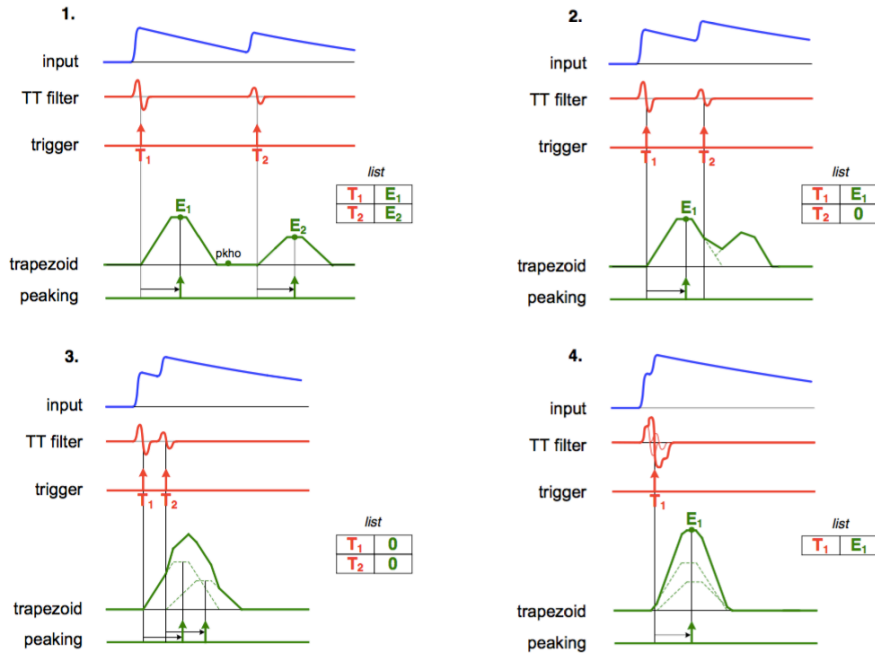 1.
input
TT filter
trigger
T1
T2
list
T1 E1
T2 E2
E1
E2
pkho
trapezoid
peaking
2.
input
TT filter
trigger
T1
T2
list
T1 E1
T2 0
E1
trapezoid
peaking
3.
input
TT filter
trigger
T1
T2
list
T1 0
T2 0
trapezoid
peaking
4.
input
TT filter
trigger
T1
list
T1 E1
E1
trapezoid
peaking